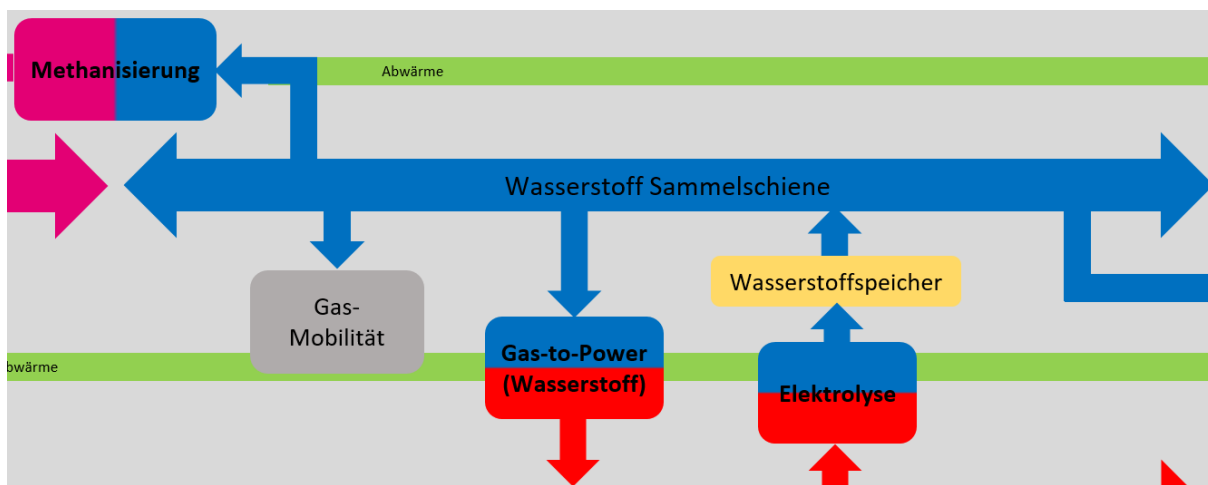 Methanisierung
Abwärme
Wasserstoff Sammelschiene
Gas-
Mobilität
Wasserstoffspeicher
Gas-to-Power
(Wasserstoff)
Elektrolyse
bwärme